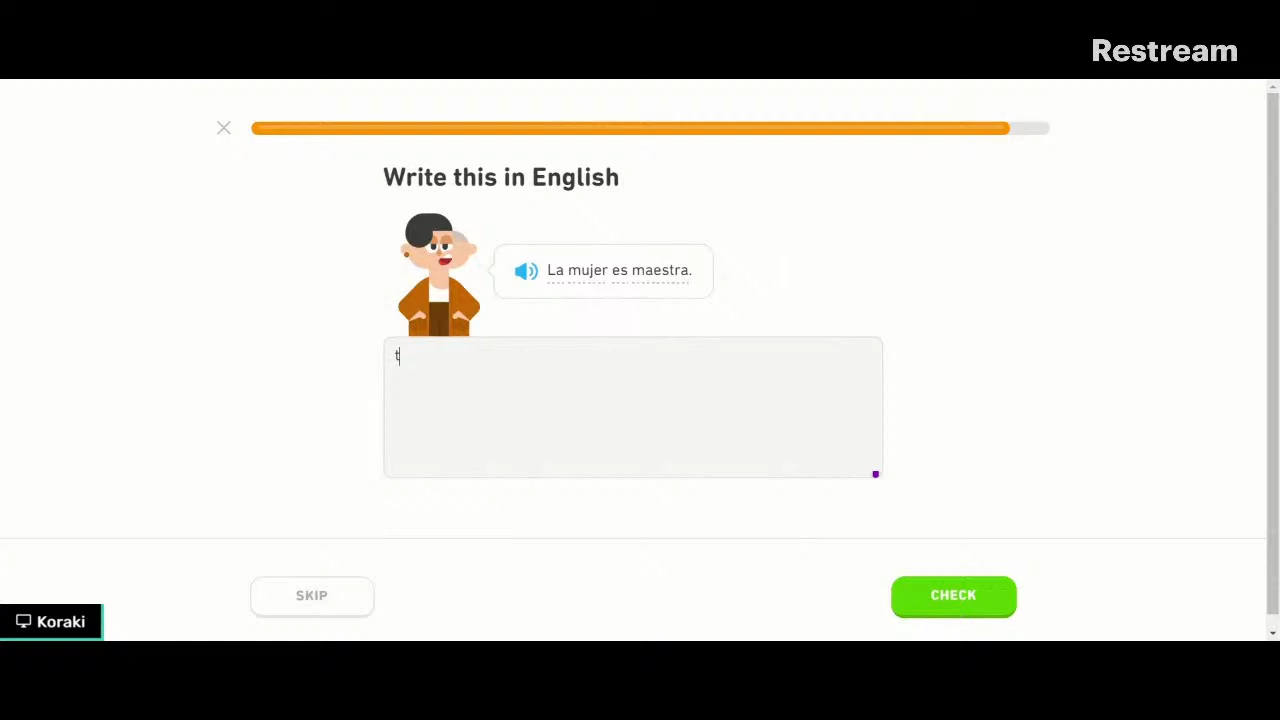 Restream
Write this in English
La mujer es maestra.
t
SKIP
CHECK
Koraki